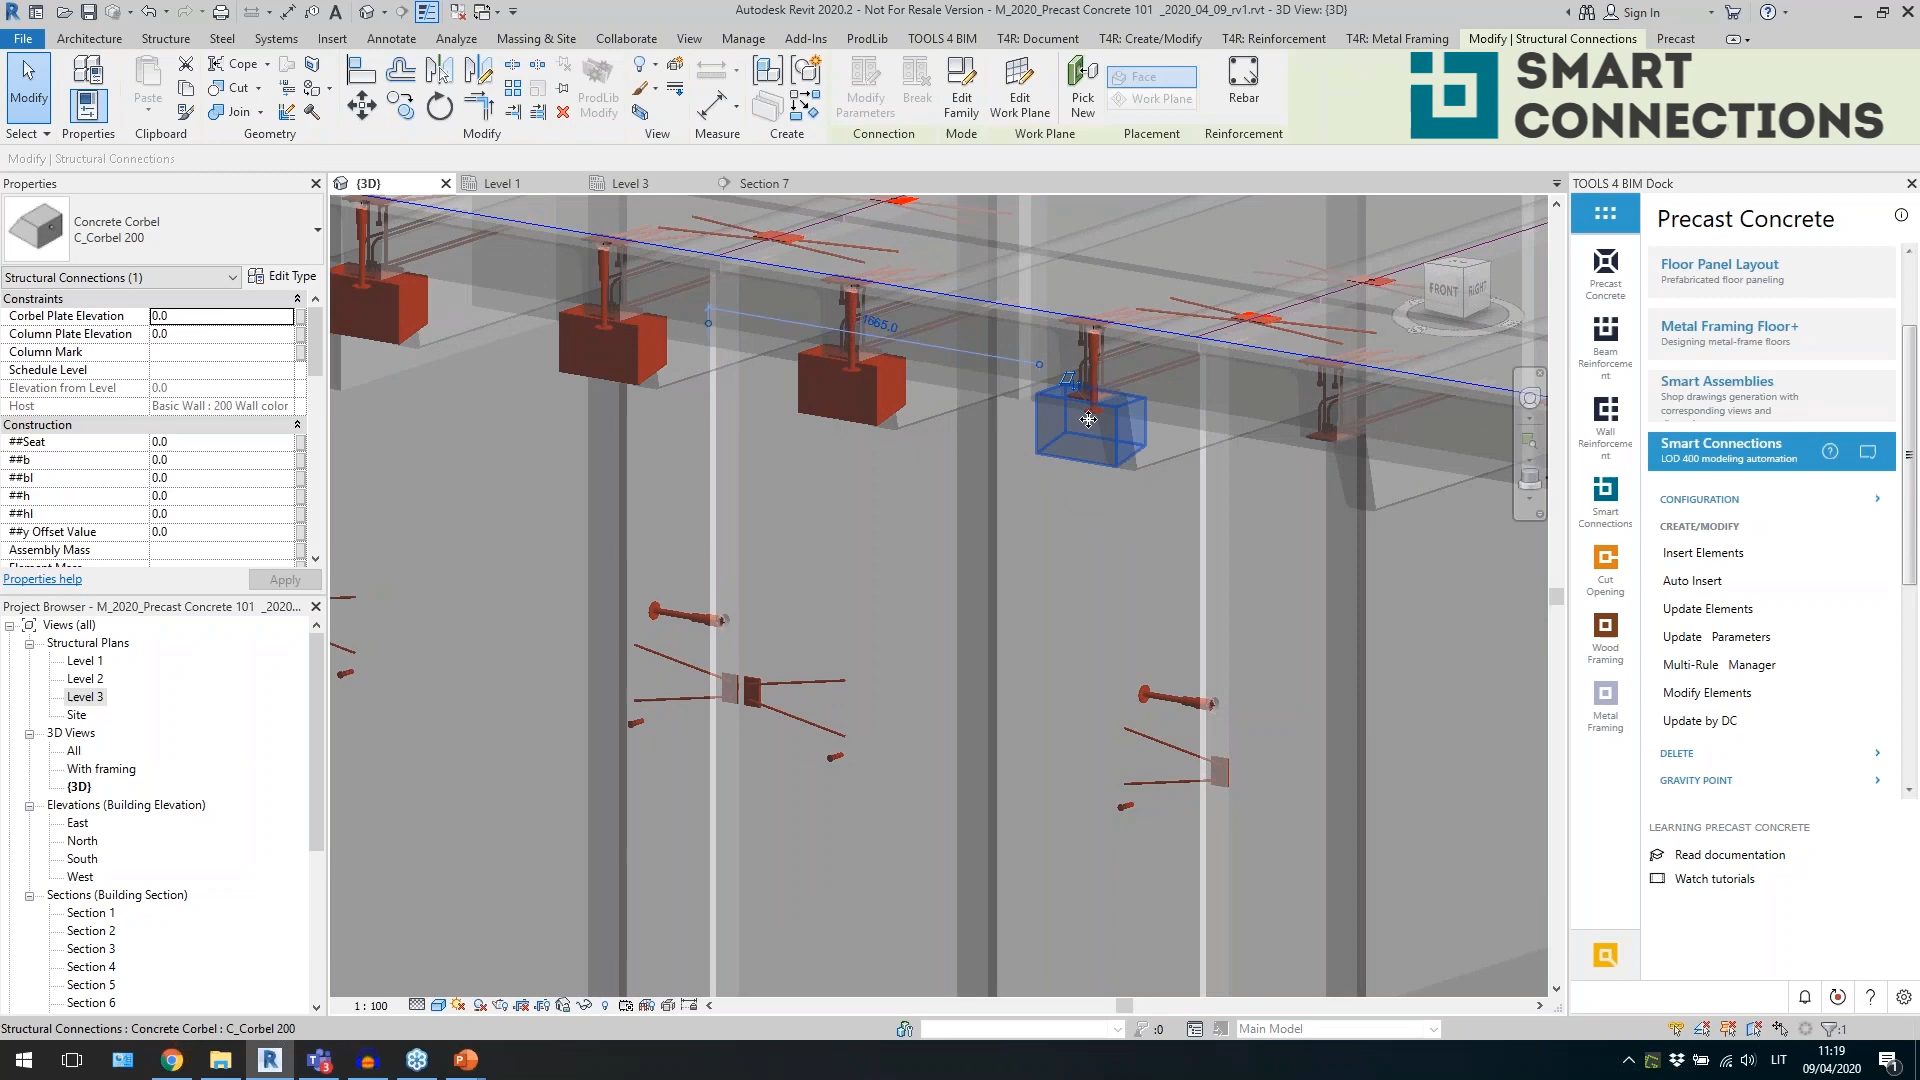 Autodesk Revit 2020.2 - Not For Resale Version - M_2020_Precast Concrete 101 _2020_04_09_rv1.rvt - 3D View: {3D}
Sign In
File Architecture Structure Steel Systems Insert Annotate Analyze Massing & Site Collaborate View Manage Add-Ins ProdLib TOOLS 4 BIM T4R: Document T4R: Create/Modify T4R: Reinforcement T4R: Metal Framing Modify | Structural Connections Precast
Modify
Paste
Cope
Cut
Join
ProdLib
Modify
Modify
Parameters
Break
Edit
Family
Edit
Work Plane
Pick
New
Face
Work Plane
Rebar
SMART
CONNECTIONS
Select Properties Clipboard Geometry Modify View Measure Create Connection Mode Work Plane Placement Reinforcement
Modify | Structural Connections
Properties
Concrete Corbel
C_Corbel 200
Structural Connections (1)
Edit Type
Constraints
Corbel Plate Elevation 0.0
Column Plate Elevation 0.0
Column Mark
Schedule Level
Elevation from Level 0.0
Host Basic Wall : 200 Wall color
Construction
##Seat 0.0
##b 0.0
##bl 0.0
##h 0.0
##hl 0.0
##y Offset Value 0.0
Assembly Mass
Properties help
Apply
Project Browser - M_2020_Precast Concrete 101 _2020...
Views (all)
Structural Plans
Level 1
Level 2
Level 3
Site
3D Views
All
With framing
{3D}
Elevations (Building Elevation)
East
North
South
West
Sections (Building Section)
Section 1
Section 2
Section 3
Section 4
Section 5
Section 6
{3D}
Level 1
Level 3
Section 7
1665.0
FRONT
RIGHT
1 : 100
TOOLS 4 BIM Dock
Precast Concrete
Precast
Concrete
Beam
Reinforceme
nt
Wall
Reinforceme
nt
Smart
Connections
Cut
Opening
Wood
Framing
Metal
Framing
Floor Panel Layout
Prefabricated floor paneling
Metal Framing Floor+
Designing metal-frame floors
Smart Assemblies
Shop drawings generation with
corresponding views and
Smart Connections
LOD 400 modeling automation
CONFIGURATION
CREATE/MODIFY
Insert Elements
Auto Insert
Update Elements
Update Parameters
Multi-Rule Manager
Modify Elements
Update by DC
DELETE
GRAVITY POINT
LEARNING PRECAST CONCRETE
Read documentation
Watch tutorials
Structural Connections : Concrete Corbel : C_Corbel 200
:0
Main Model
:1
LIT
11:19
09/04/2020